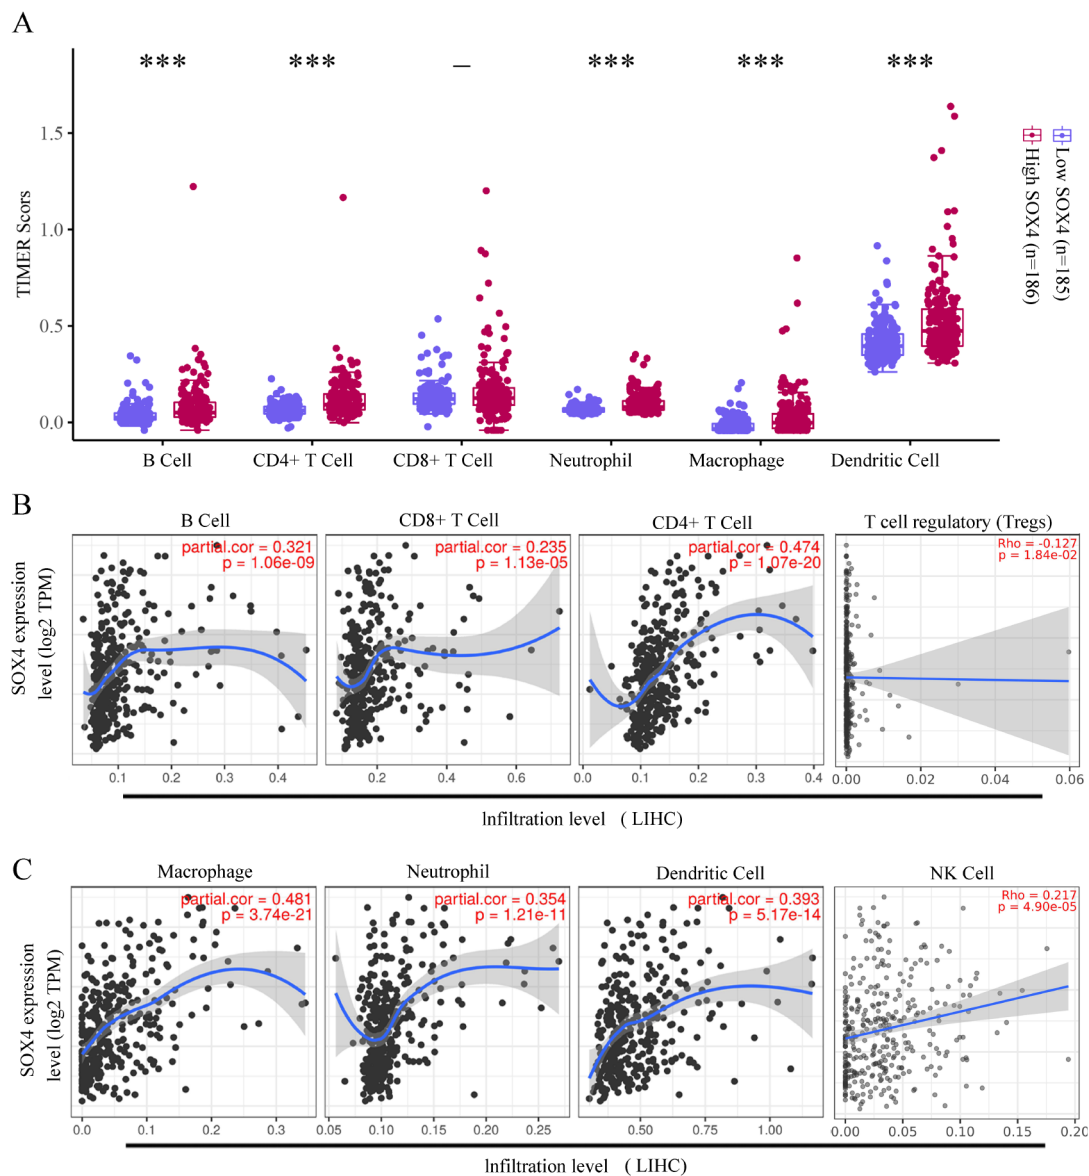 A
*** *** – *** *** ***
1.5
1.0
0.5
0.0
TIMER Scors
Low SOX4 (n=185)
High SOX4 (n=186)
B Cell CD4+ T Cell CD8+ T Cell Neutrophil Macrophage Dendritic Cell
B
B Cell CD8+ T Cell CD4+ T Cell T cell regulatory (Tregs)
partial.cor = 0.321 partial.cor = 0.235 partial.cor = 0.474 Rho = -0.127
p = 1.06e-09 p = 1.13e-05 p = 1.07e-20 p = 1.84e-02
SOX4 expression
level (log2 TPM)
0.1 0.2 0.3 0.4 0.2 0.4 0.6 0.0 0.1 0.2 0.3 0.4 0.00 0.02 0.04 0.06
Infiltration level ( LIHC)
C
Macrophage Neutrophil Dendritic Cell NK Cell
partial.cor = 0.481 partial.cor = 0.354 partial.cor = 0.393 Rho = 0.217
p = 3.74e-21 p = 1.21e-11 p = 5.17e-14 p = 4.90e-05
SOX4 expression
level (log2 TPM)
0.0 0.1 0.2 0.3 0.05 0.10 0.15 0.20 0.25 0.50 0.75 1.00 0.00 0.05 0.10 0.15 0.20
Infiltration level ( LIHC)